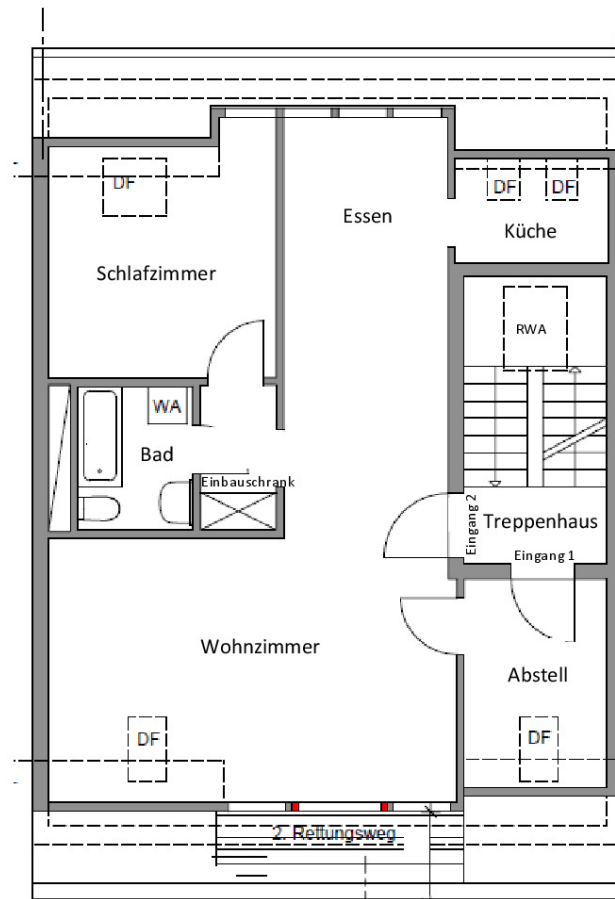 DF
DF
DF
Essen
Küche
Schlafzimmer
RWA
WA
Bad
Einbauschrank
Eingang 2
Treppenhaus
Eingang 1
Wohnzimmer
Abstell
DF
DF
2. Rettungsweg